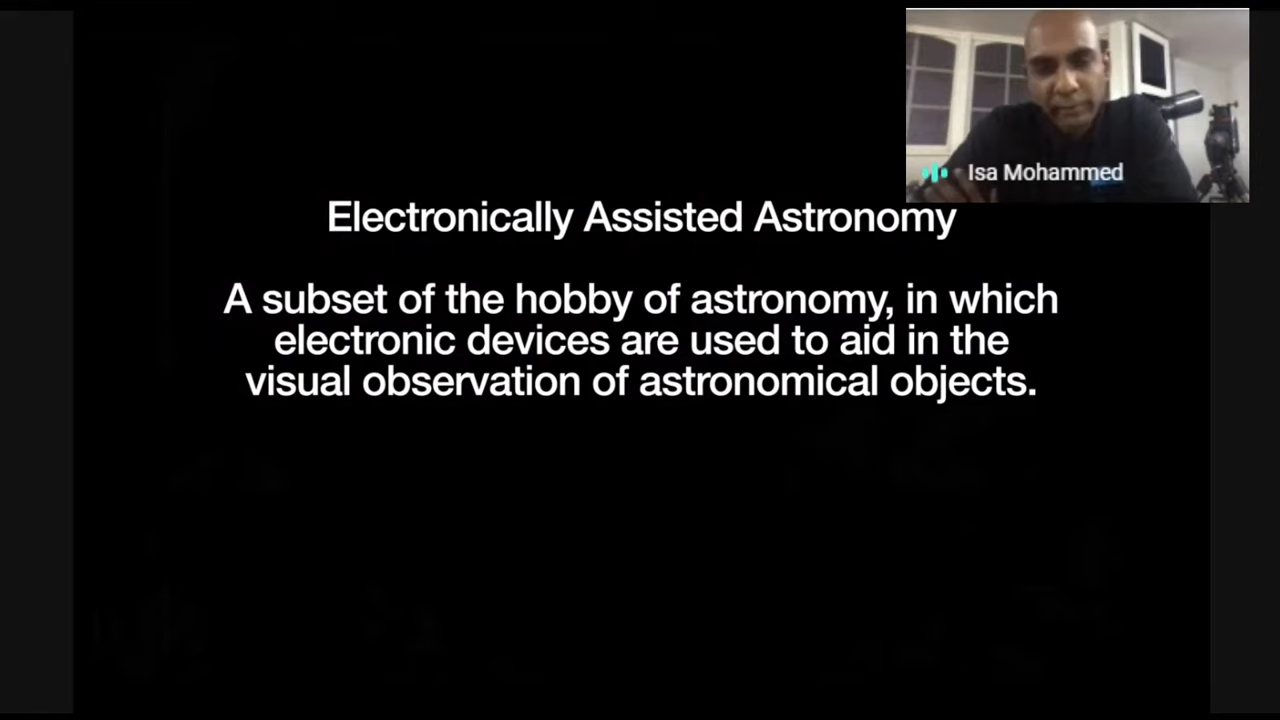 Isa Mohammed
Electronically Assisted Astronomy
A subset of the hobby of astronomy, in which
electronic devices are used to aid in the
visual observation of astronomical objects.